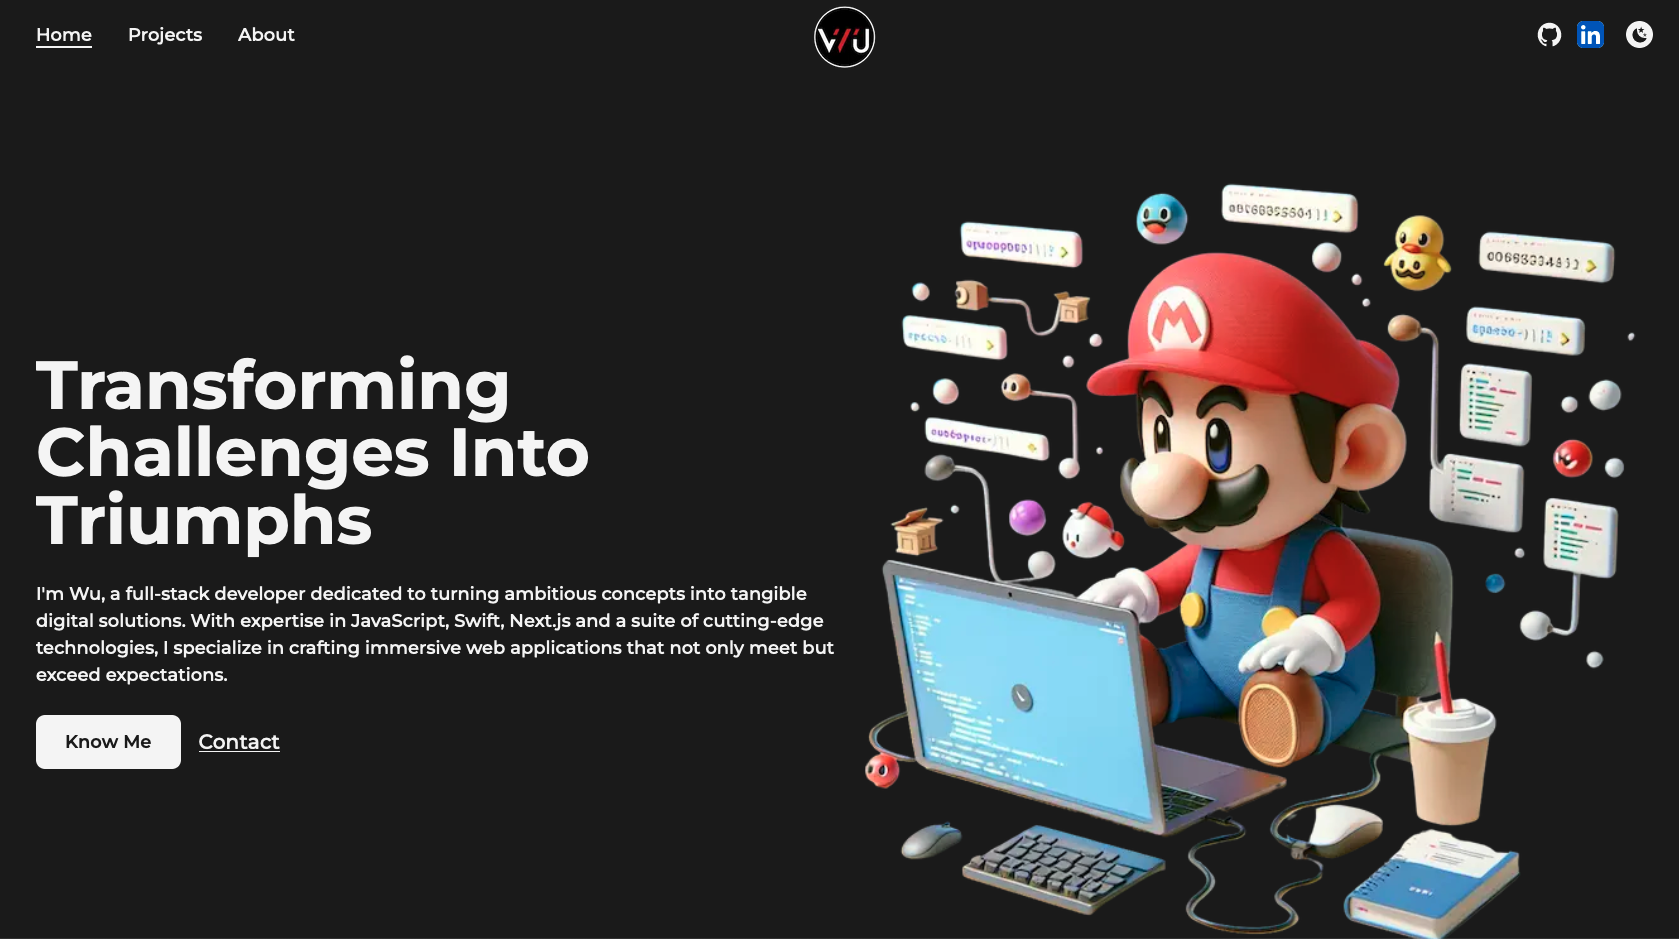 Home Projects About
WU
in
Transforming
Challenges Into
Triumphs
I'm Wu, a full-stack developer dedicated to turning ambitious concepts into tangible
digital solutions. With expertise in JavaScript, Swift, Next.js and a suite of cutting-edge
technologies, I specialize in crafting immersive web applications that not only meet but
exceed expectations.
Know Me Contact
M